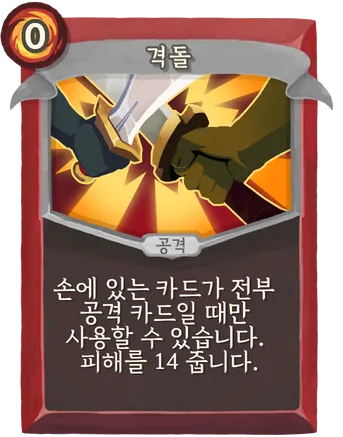 0
격돌
공격
손에 있는 카드가 전부
공격 카드일 때만
사용할 수 있습니다.
피해를 14 줍니다.